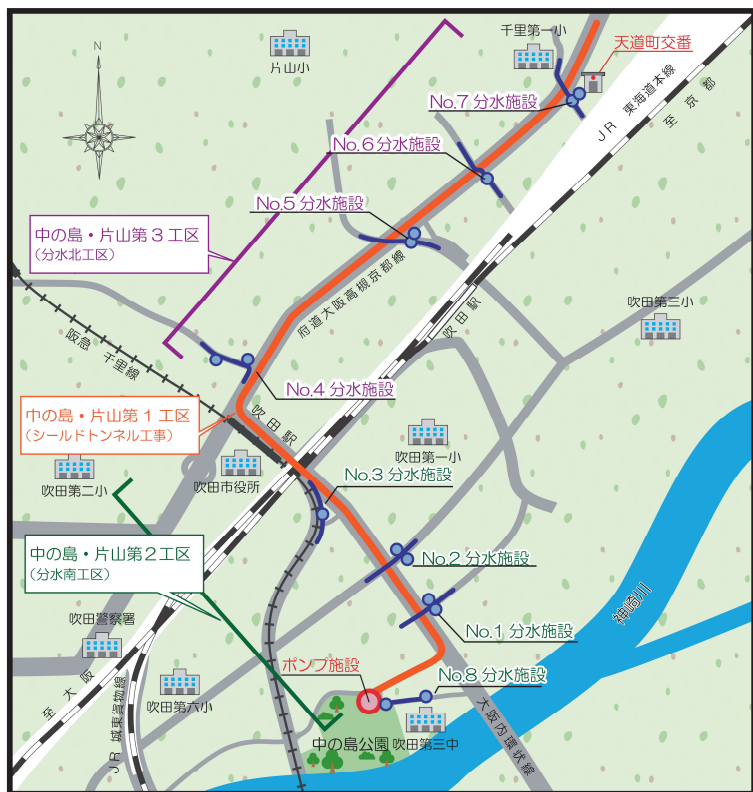 N
片山小
千里第一小
天道町交番
No.7 分水施設
JR 東海道本線
至京都
No.6 分水施設
No.5 分水施設
中の島・片山第3工区
(分水北工区)
府道大阪高槻京都線
吹田駅
吹田第三小
阪急 千里線
No.4 分水施設
中の島・片山第1工区
(シールドトンネル工事)
吹田駅
吹田第一小
吹田第二小
吹田市役所
No.3 分水施設
中の島・片山第2工区
(分水南工区)
No.2 分水施設
神崎川
吹田警察署
No.1 分水施設
ポンプ施設
No.8 分水施設
至大阪
吹田第六小
JR 城東貨物線
大阪内環状線
中の島公園
吹田第三中